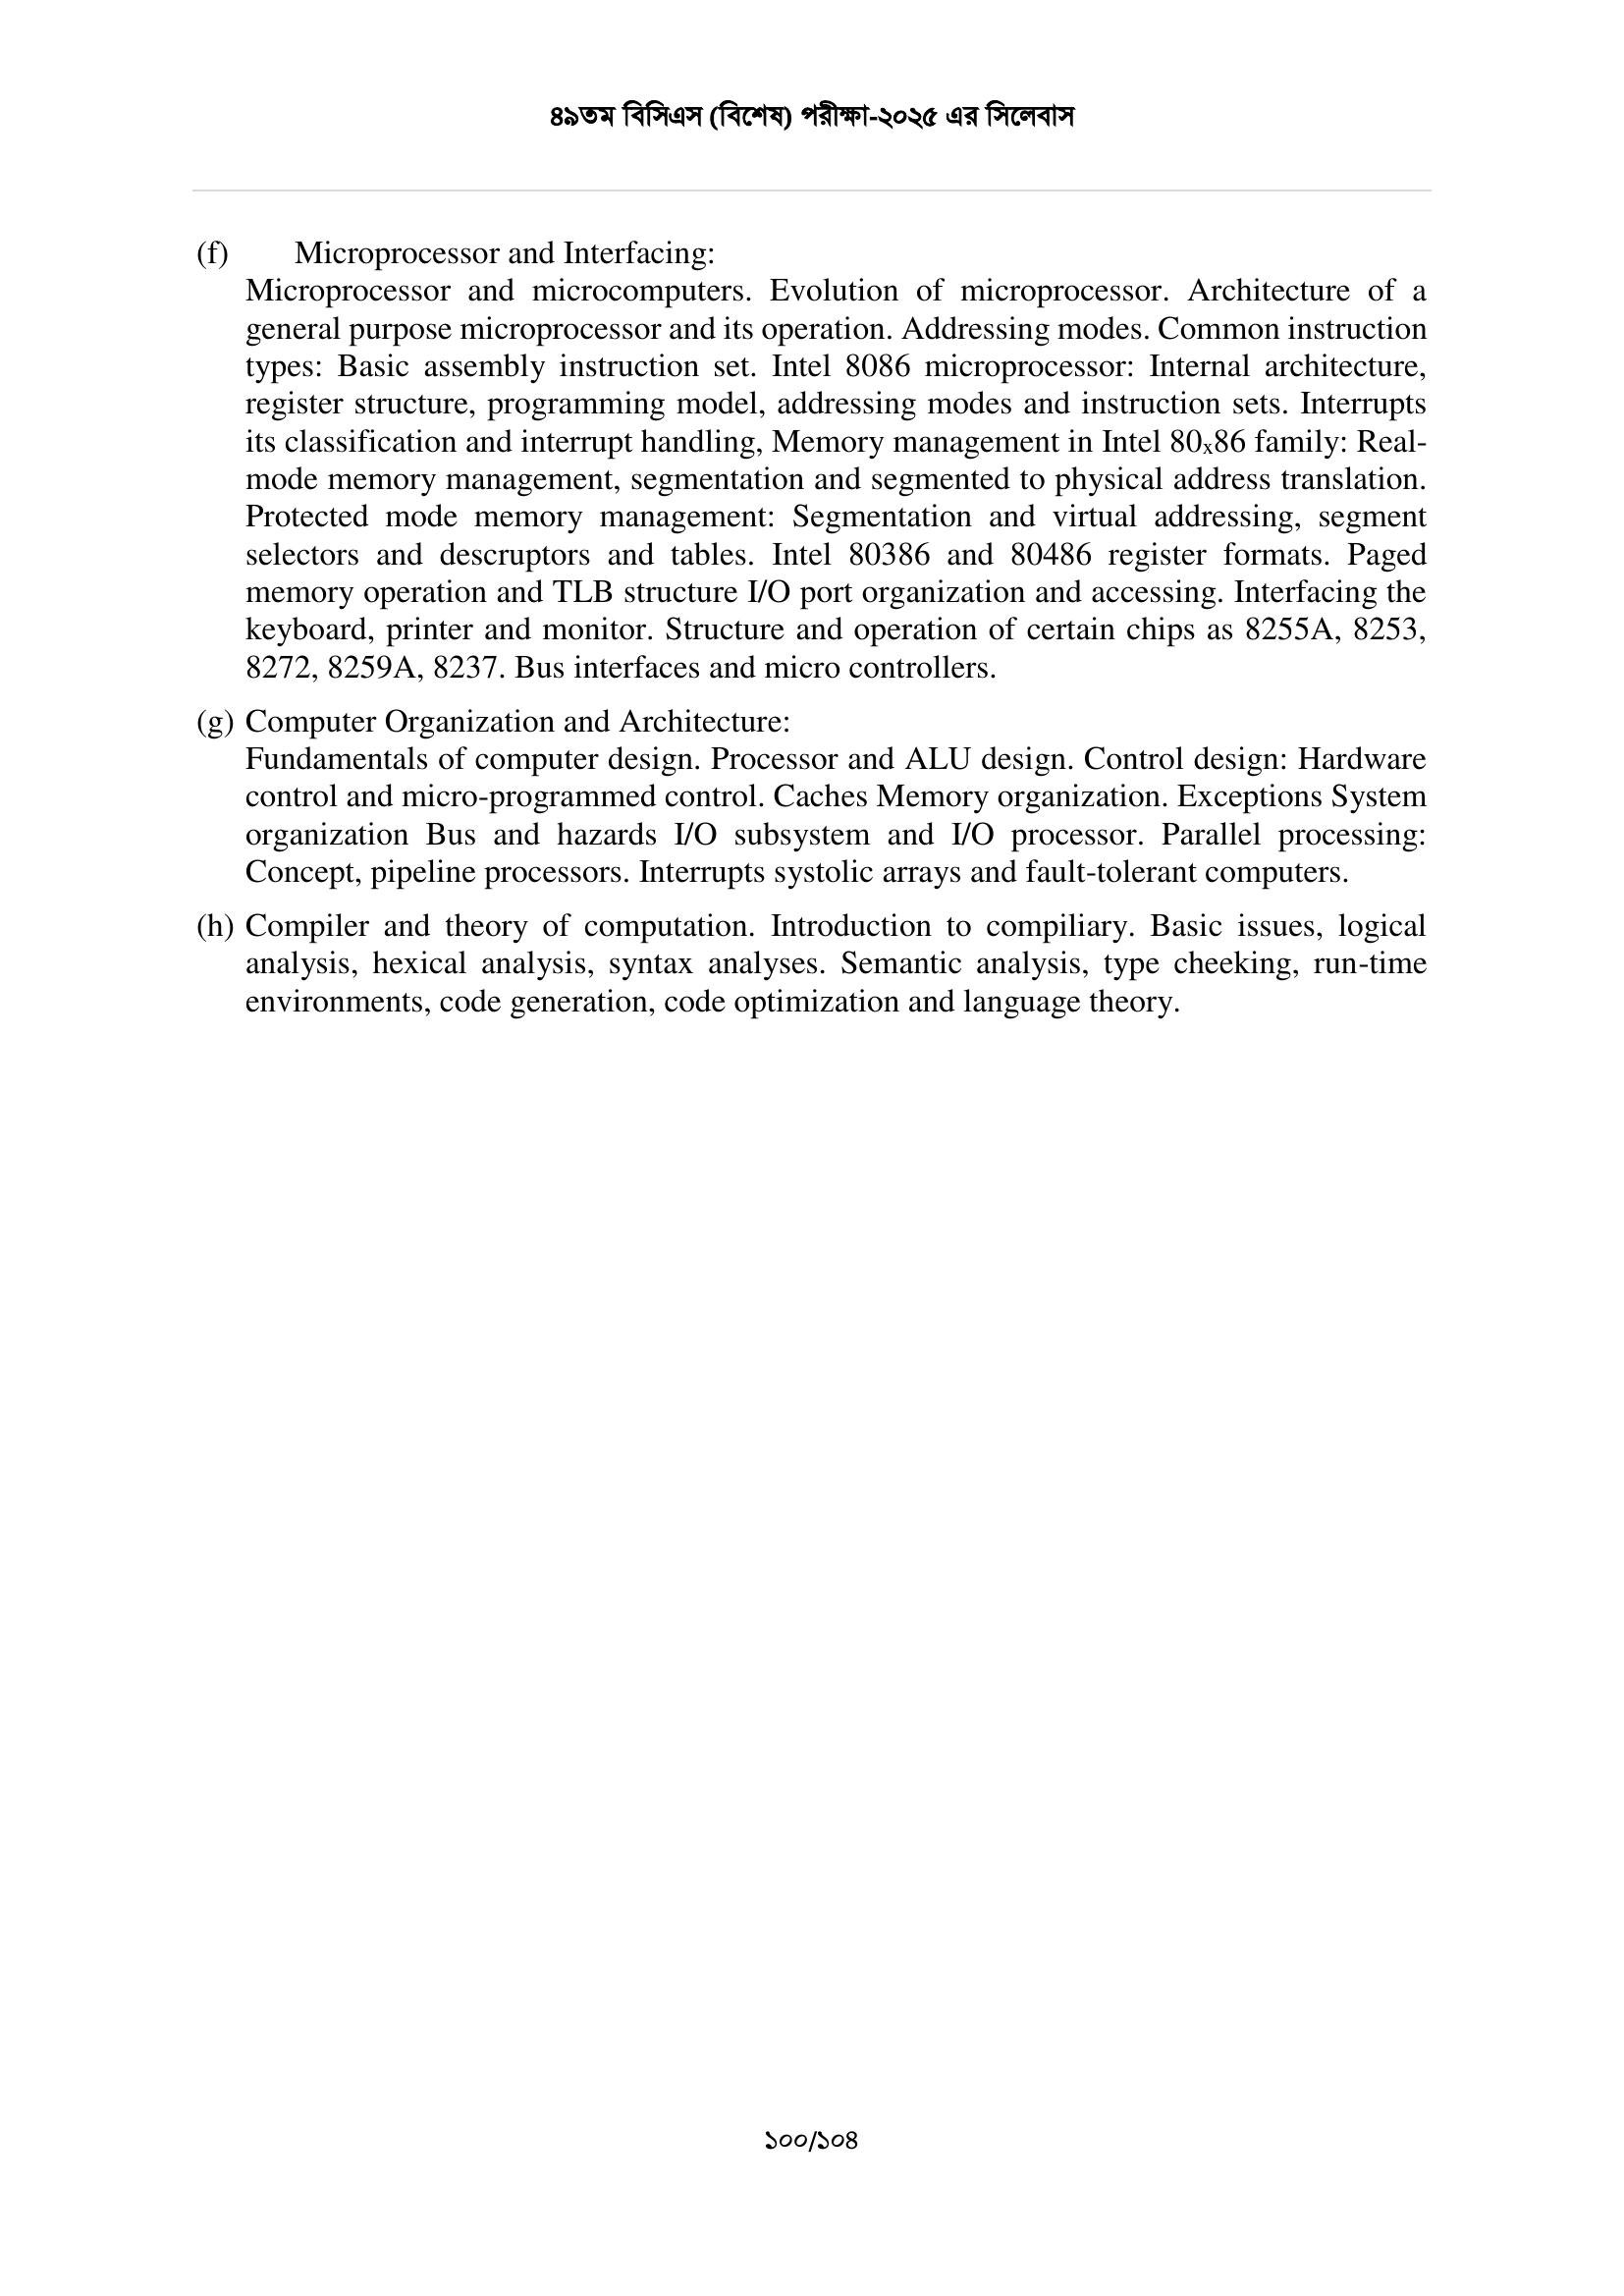 ৪৯তম বিসিএস (বিশেষ) পরীক্ষা-২০২৫ এর সিলেবাস
(f) Microprocessor and Interfacing:
Microprocessor and microcomputers. Evolution of microprocessor. Architecture of a
general purpose microprocessor and its operation. Addressing modes. Common instruction
types: Basic assembly instruction set. Intel 8086 microprocessor: Internal architecture,
register structure, programming model, addressing modes and instruction sets. Interrupts
its classification and interrupt handling, Memory management in Intel 80ₓ86 family: Real-
mode memory management, segmentation and segmented to physical address translation.
Protected mode memory management: Segmentation and virtual addressing, segment
selectors and descruptors and tables. Intel 80386 and 80486 register formats. Paged
memory operation and TLB structure I/O port organization and accessing. Interfacing the
keyboard, printer and monitor. Structure and operation of certain chips as 8255A, 8253,
8272, 8259A, 8237. Bus interfaces and micro controllers.
(g) Computer Organization and Architecture:
Fundamentals of computer design. Processor and ALU design. Control design: Hardware
control and micro-programmed control. Caches Memory organization. Exceptions System
organization Bus and hazards I/O subsystem and I/O processor. Parallel processing:
Concept, pipeline processors. Interrupts systolic arrays and fault-tolerant computers.
(h) Compiler and theory of computation. Introduction to compiliary. Basic issues, logical
analysis, hexical analysis, syntax analyses. Semantic analysis, type cheeking, run-time
environments, code generation, code optimization and language theory.
১০০/১০৪